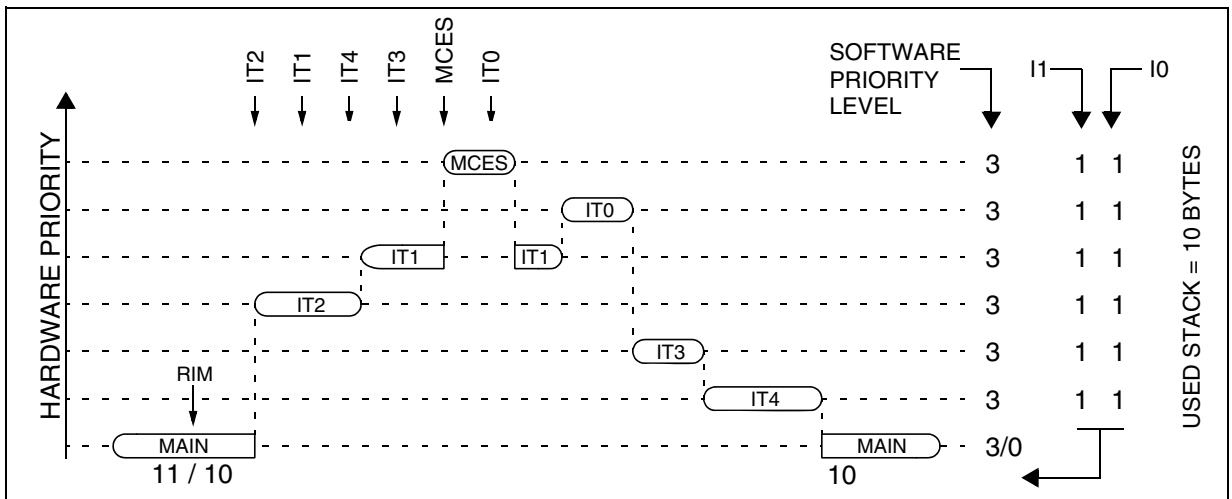 IT2 IT1 IT4 IT3 MCES IT0
SOFTWARE
PRIORITY
LEVEL
I1 I0
HARDWARE PRIORITY
USED STACK = 10 BYTES
MCES 3 1 1
IT0 3 1 1
IT1 IT1 3 1 1
IT2 3 1 1
IT3 3 1 1
RIM
IT4 3 1 1
MAIN MAIN 3/0
11 / 10 10